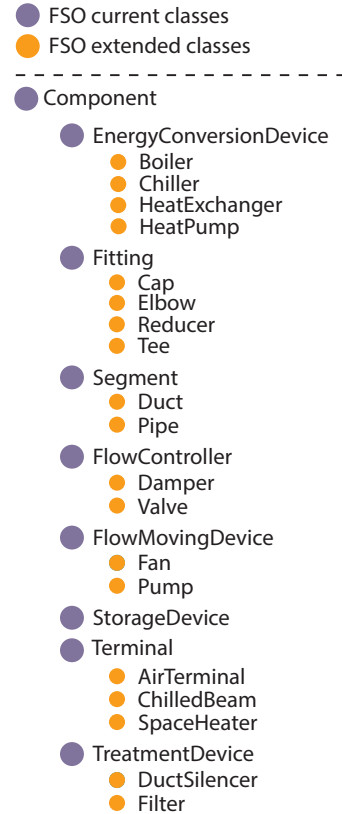 FSO current classes
FSO extended classes
Component
EnergyConversionDevice
Boiler
Chiller
HeatExchanger
HeatPump
Fitting
Cap
Elbow
Reducer
Tee
Segment
Duct
Pipe
FlowController
Damper
Valve
FlowMovingDevice
Fan
Pump
StorageDevice
Terminal
AirTerminal
ChilledBeam
SpaceHeater
TreatmentDevice
DuctSilencer
Filter